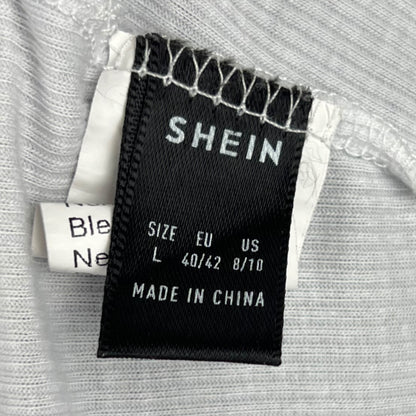 SHEIN
SIZE EU US
L 40/42 8/10
MADE IN CHINA
Ble
Ne